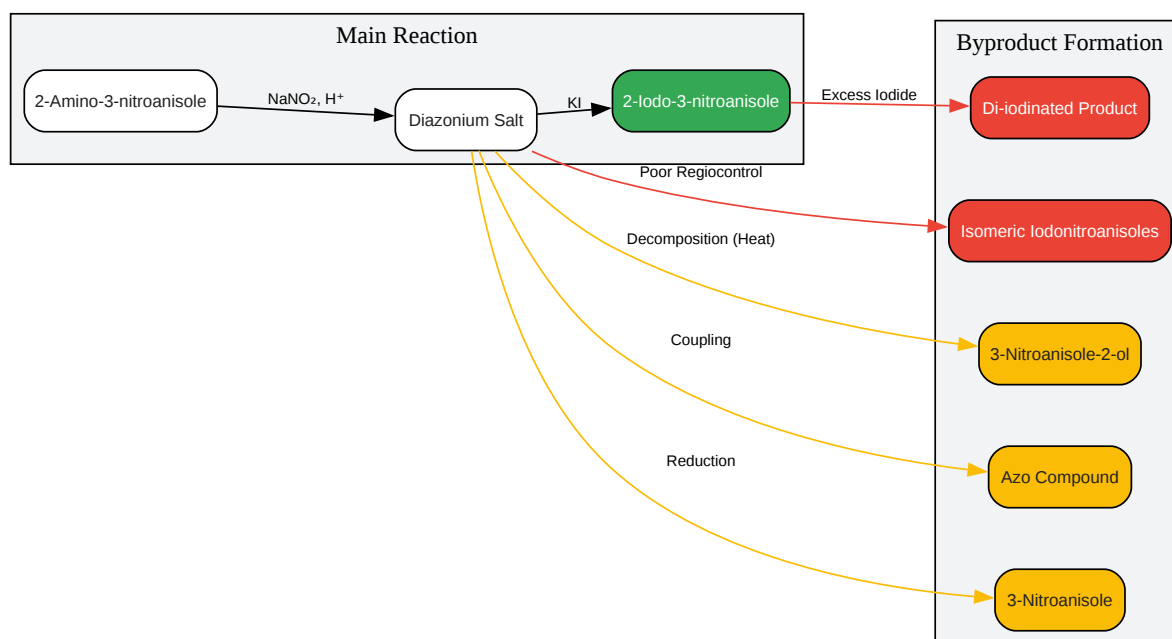 Main Reaction
2-Amino-3-nitroanisole
NaNO₂, H⁺
Diazonium Salt
KI
2-Iodo-3-nitroanisole
Excess Iodide
Byproduct Formation
Di-iodinated Product
Poor Regiocontrol
Isomeric Iodonitroanisoles
Decomposition (Heat)
3-Nitroanisole-2-ol
Coupling
Azo Compound
Reduction
3-Nitroanisole